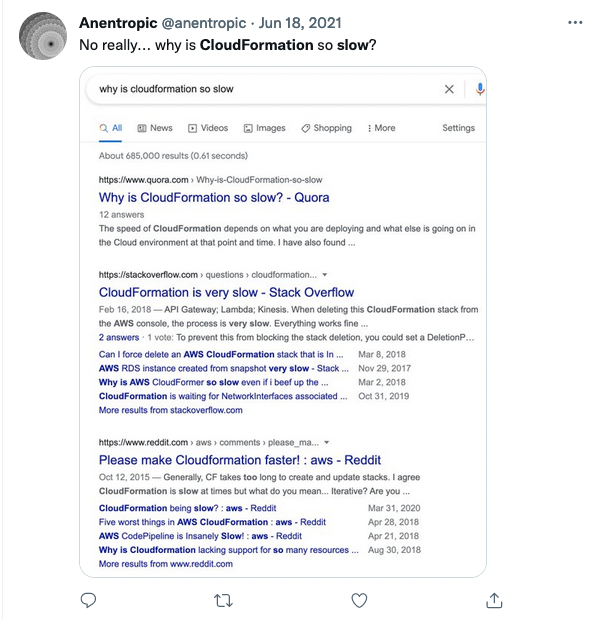 Anentropic @anentropic · Jun 18, 2021
No really... why is CloudFormation so slow?
why is cloudformation so slow
All News Videos Images Shopping More Settings
About 685,000 results (0.61 seconds)
https://www.quora.com › Why-is-CloudFormation-so-slow
Why is CloudFormation so slow? - Quora
12 answers
The speed of CloudFormation depends on what you are deploying and what else is going on in
the Cloud environment at that point and time. I have also found ...
https://stackoverflow.com › questions › cloudformation...
CloudFormation is very slow - Stack Overflow
Feb 16, 2018 — API Gateway; Lambda; Kinesis. When deleting this CloudFormation stack from
the AWS console, the process is very slow. Everything works fine ...
2 answers · 1 vote: To prevent this from blocking the stack deletion, you could set a DeletionP...
Can I force delete an AWS CloudFormation stack that is In ... Mar 8, 2018
AWS RDS instance created from snapshot very slow - Stack ... Nov 29, 2017
Why is AWS CloudFormer so slow even if i beef up the ... Mar 2, 2018
CloudFormation is waiting for NetworkInterfaces associated ... Oct 31, 2019
More results from stackoverflow.com
https://www.reddit.com › aws › comments › please_ma...
Please make Cloudformation faster! : aws - Reddit
Oct 12, 2015 — Generally, CF takes too long to create and update stacks. I agree
CloudFormation is slow at times but what do you mean... Iterative? Are you ...
CloudFormation being slow? : aws - Reddit Mar 31, 2020
Five worst things in AWS CloudFormation : aws - Reddit Apr 28, 2018
AWS CodePipeline is Insanely Slow! : aws - Reddit Apr 21, 2018
Why is Cloudformation lacking support for so many resources ... Aug 30, 2018
More results from www.reddit.com